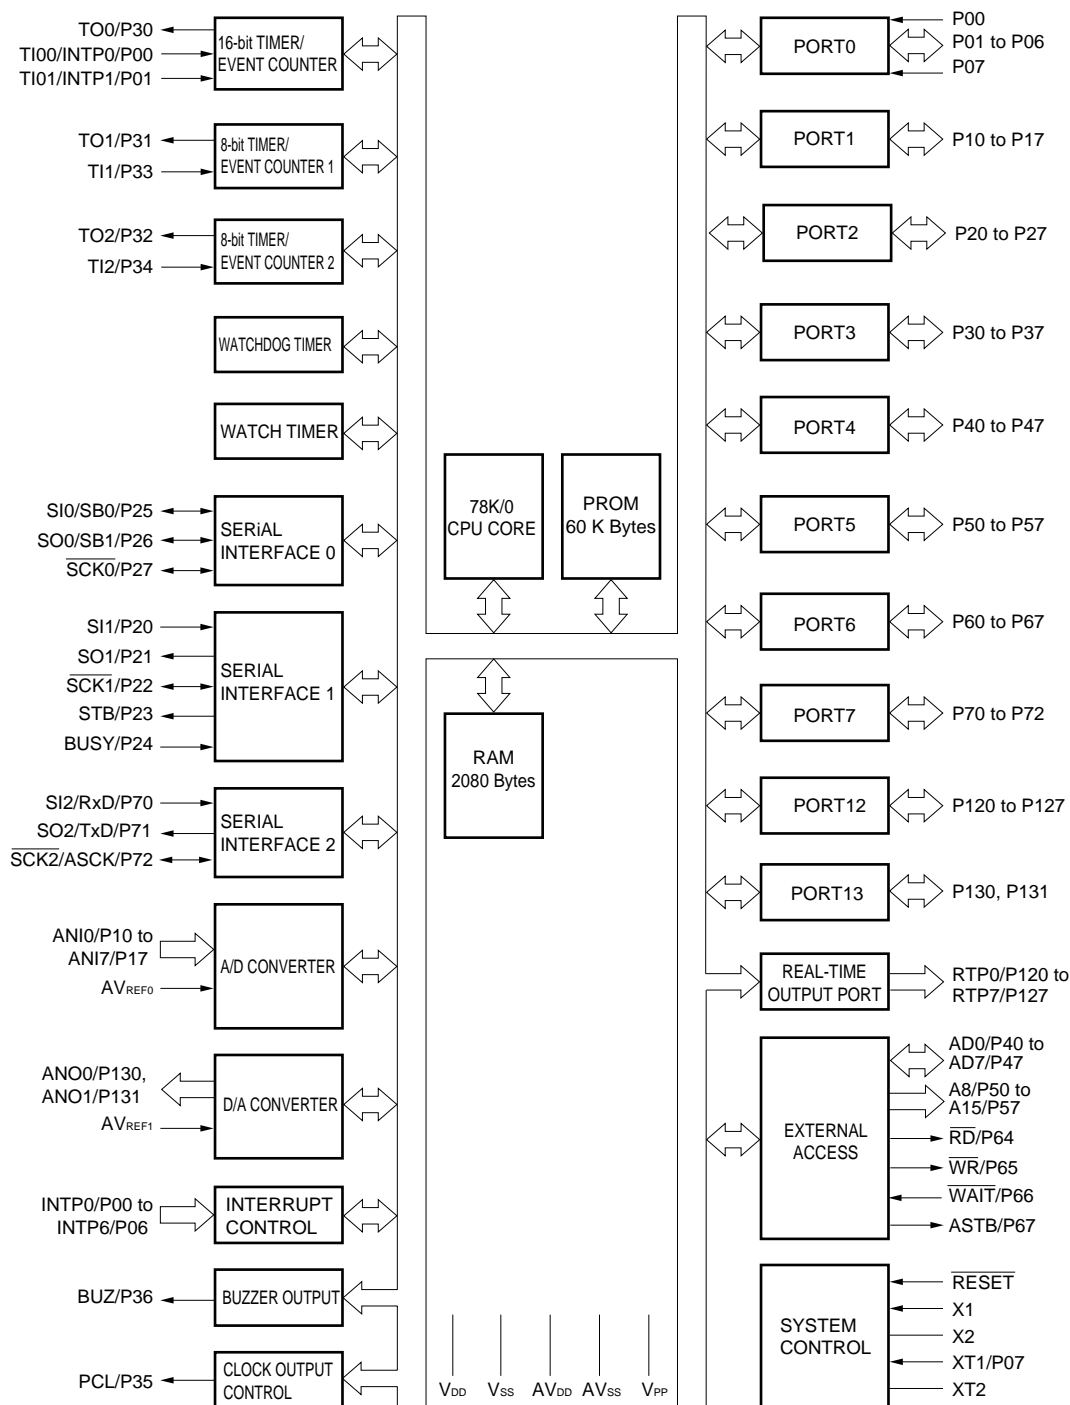 TO0/P30
TI00/INTP0/P00
TI01/INTP1/P01
16-bit TIMER/
EVENT COUNTER
TO1/P31
TI1/P33
8-bit TIMER/
EVENT COUNTER 1
TO2/P32
TI2/P34
8-bit TIMER/
EVENT COUNTER 2
WATCHDOG TIMER
WATCH TIMER
SI0/SB0/P25
SO0/SB1/P26
SCK0/P27
SERiAL
INTERFACE 0
SI1/P20
SO1/P21
SCK1/P22
STB/P23
BUSY/P24
SERIAL
INTERFACE 1
SI2/RxD/P70
SO2/TxD/P71
SCK2/ASCK/P72
SERIAL
INTERFACE 2
ANI0/P10 to
ANI7/P17
AVREF0
A/D CONVERTER
ANO0/P130,
ANO1/P131
AVREF1
D/A CONVERTER
INTP0/P00 to
INTP6/P06
INTERRUPT
CONTROL
BUZ/P36
BUZZER OUTPUT
PCL/P35
CLOCK OUTPUT
CONTROL
78K/0
CPU CORE
PROM
60 K Bytes
RAM
2080 Bytes
VDD VSS AVDD AVSS VPP
PORT0
P00
P01 to P06
P07
PORT1
P10 to P17
PORT2
P20 to P27
PORT3
P30 to P37
PORT4
P40 to P47
PORT5
P50 to P57
PORT6
P60 to P67
PORT7
P70 to P72
PORT12
P120 to P127
PORT13
P130, P131
REAL-TIME
OUTPUT PORT
RTP0/P120 to
RTP7/P127
EXTERNAL
ACCESS
AD0/P40 to
AD7/P47
A8/P50 to
A15/P57
RD/P64
WR/P65
WAIT/P66
ASTB/P67
SYSTEM
CONTROL
RESET
X1
X2
XT1/P07
XT2